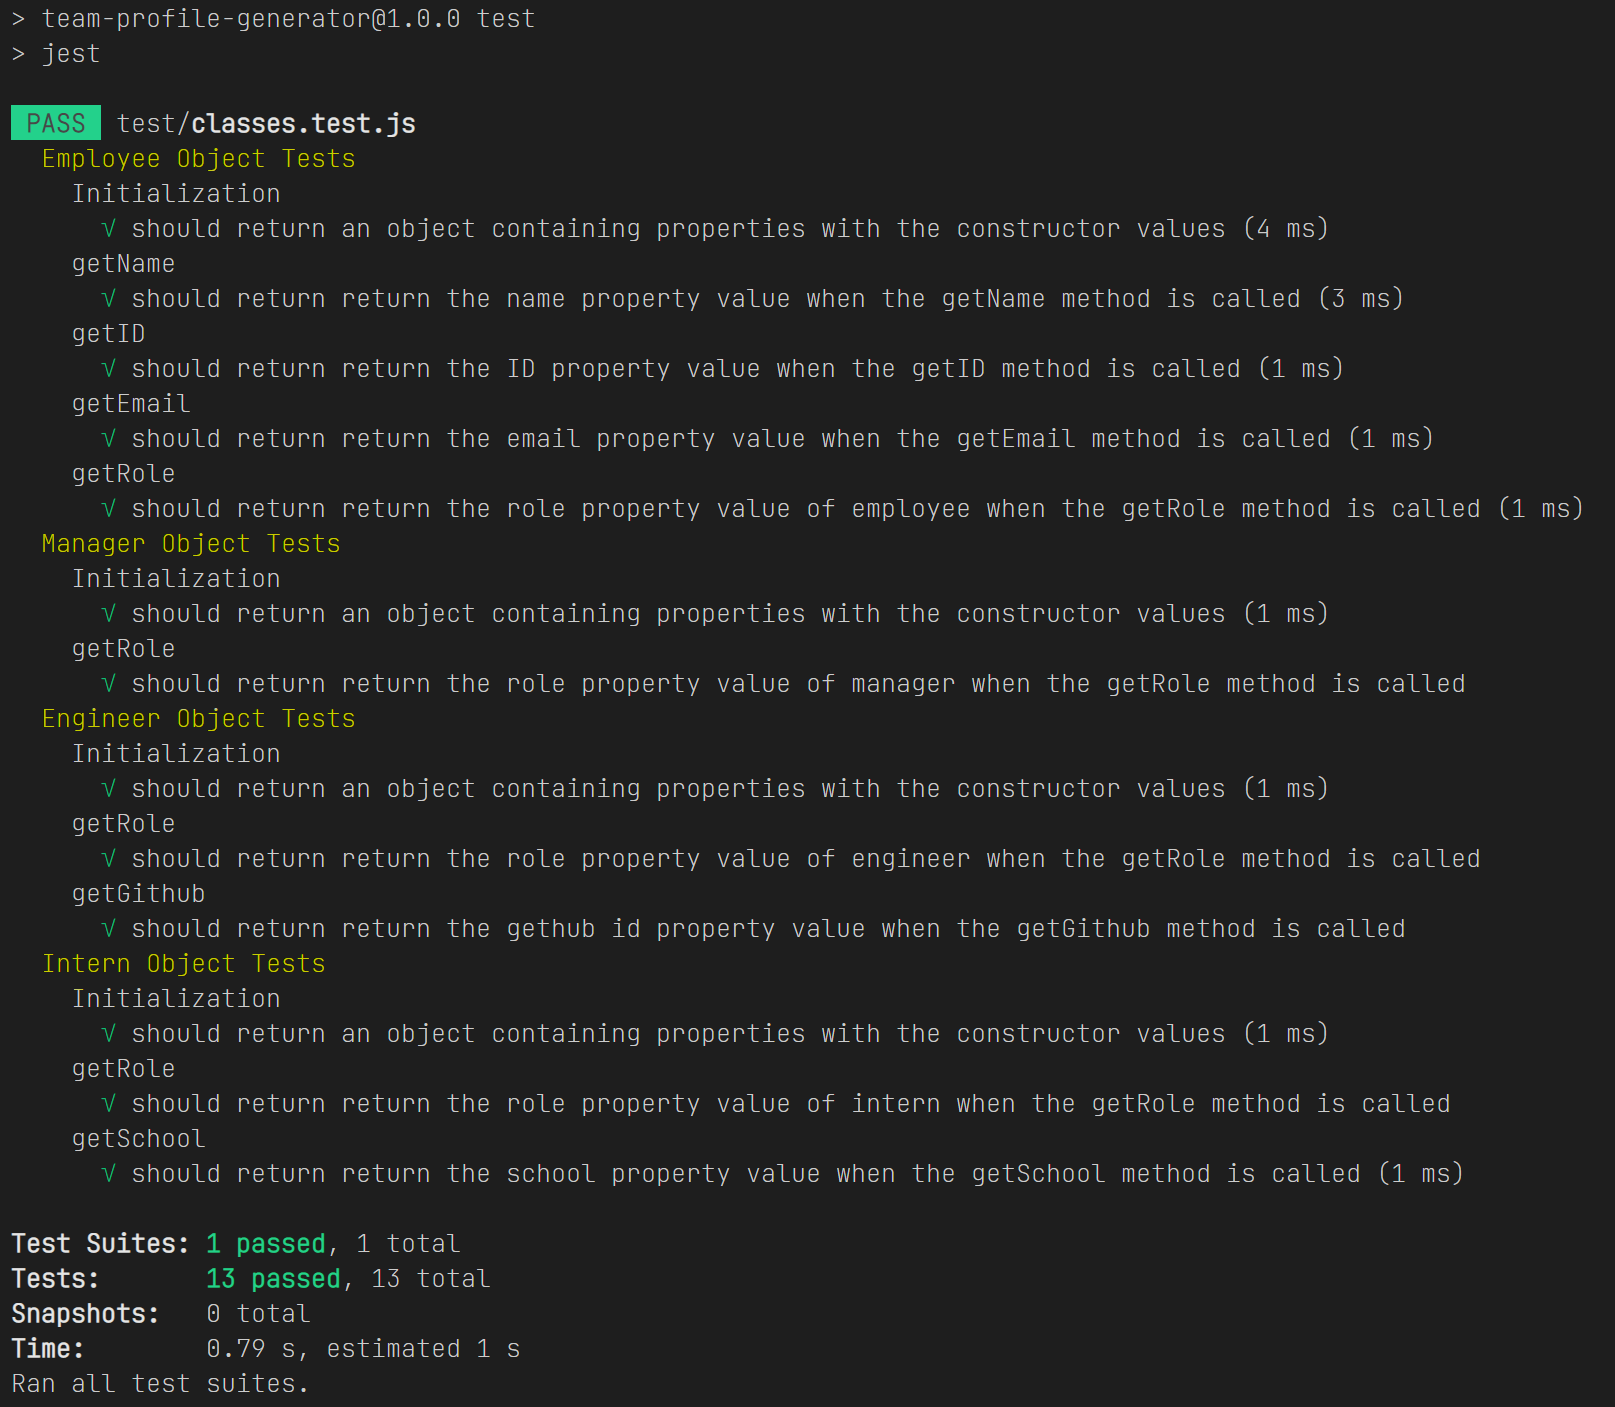 > team-profile-generator@1.0.0 test
> jest

PASS test/classes.test.js
  Employee Object Tests
    Initialization
      √ should return an object containing properties with the constructor values (4 ms)
    getName
      √ should return return the name property value when the getName method is called (3 ms)
    getID
      √ should return return the ID property value when the getID method is called (1 ms)
    getEmail
      √ should return return the email property value when the getEmail method is called (1 ms)
    getRole
      √ should return return the role property value of employee when the getRole method is called (1 ms)
  Manager Object Tests
    Initialization
      √ should return an object containing properties with the constructor values (1 ms)
    getRole
      √ should return return the role property value of manager when the getRole method is called
  Engineer Object Tests
    Initialization
      √ should return an object containing properties with the constructor values (1 ms)
    getRole
      √ should return return the role property value of engineer when the getRole method is called
    getGithub
      √ should return return the gethub id property value when the getGithub method is called
  Intern Object Tests
    Initialization
      √ should return an object containing properties with the constructor values (1 ms)
    getRole
      √ should return return the role property value of intern when the getRole method is called
    getSchool
      √ should return return the school property value when the getSchool method is called (1 ms)

Test Suites: 1 passed, 1 total
Tests:       13 passed, 13 total
Snapshots:   0 total
Time:        0.79 s, estimated 1 s
Ran all test suites.